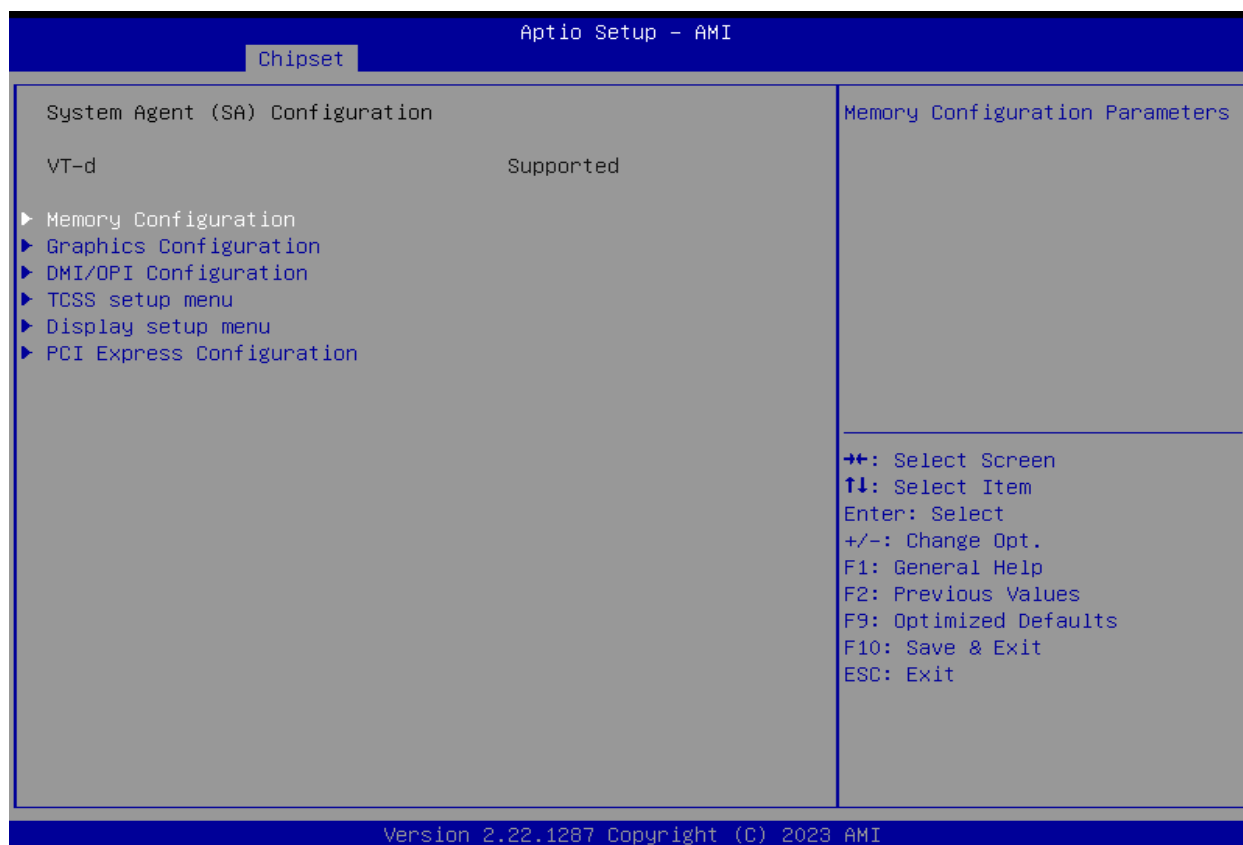 Aptio Setup – AMI
Chipset
System Agent (SA) Configuration
VT-d Supported
▶ Memory Configuration
▶ Graphics Configuration
▶ DMI/OPI Configuration
▶ TCSS setup menu
▶ Display setup menu
▶ PCI Express Configuration
Memory Configuration Parameters
→←: Select Screen
↑↓: Select Item
Enter: Select
+/-: Change Opt.
F1: General Help
F2: Previous Values
F9: Optimized Defaults
F10: Save & Exit
ESC: Exit
Version 2.22.1287 Copyright (C) 2023 AMI